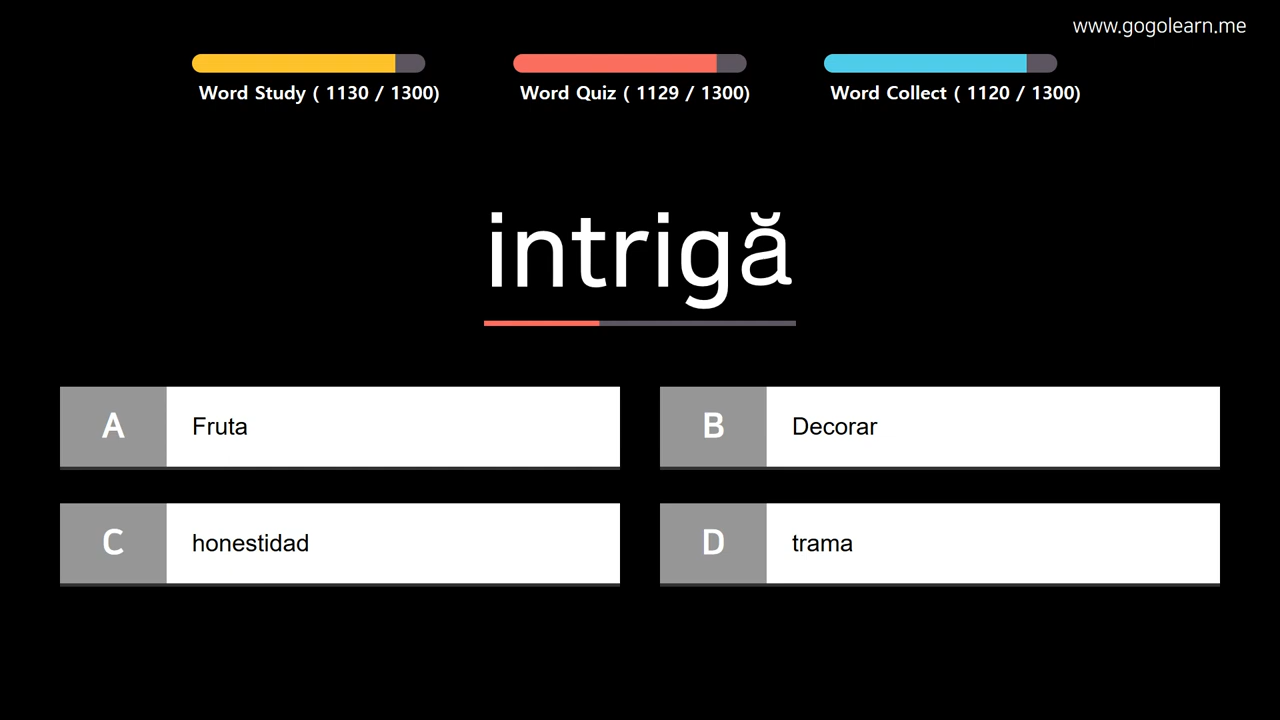 www.gogolearn.me
Word Study ( 1130 / 1300)
Word Quiz ( 1129 / 1300)
Word Collect ( 1120 / 1300)
intrigă
A Fruta
B Decorar
C honestidad
D trama